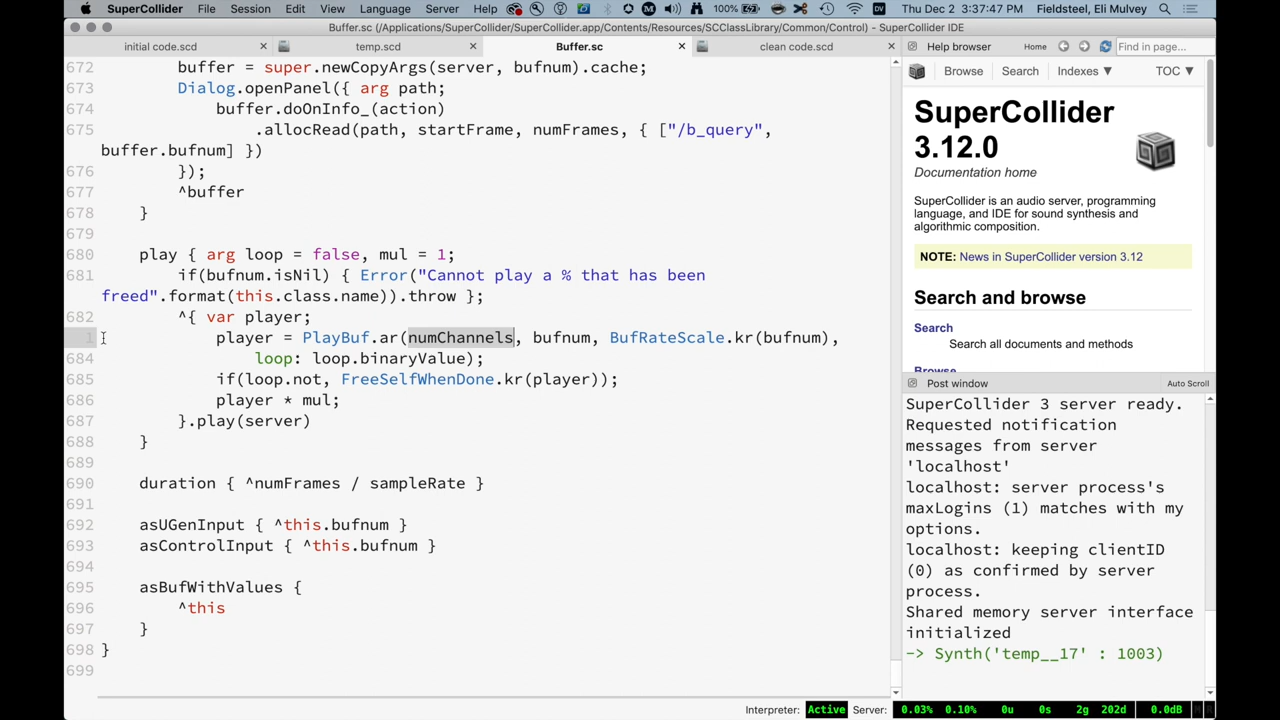 SuperCollider File Session Edit View Language Server Help 100% Thu Dec 2 3:37:47 PM Fieldsteel, Eli Mulvey
Buffer.sc (/Applications/SuperCollider/SuperCollider.app/Contents/Resources/SCClassLibrary/Common/Control) - SuperCollider IDE
initial code.scd temp.scd Buffer.sc clean code.scd
Help browser Home Find in page...
Browse Search Indexes ▼ TOC ▼
672 buffer = super.newCopyArgs(server, bufnum).cache;
673 Dialog.openPanel({ arg path;
674 buffer.doOnInfo_(action)
675 .allocRead(path, startFrame, numFrames, { ["/b_query",
buffer.bufnum] })
676 });
677 ^buffer
678 }
679
680 play { arg loop = false, mul = 1;
681 if(bufnum.isNil) { Error("Cannot play a % that has been
freed".format(this.class.name)).throw };
682 ^{ var player;
1 player = PlayBuf.ar(numChannels, bufnum, BufRateScale.kr(bufnum),
684 loop: loop.binaryValue);
685 if(loop.not, FreeSelfWhenDone.kr(player));
686 player * mul;
687 }.play(server)
688 }
689
690 duration { ^numFrames / sampleRate }
691
692 asUGenInput { ^this.bufnum }
693 asControlInput { ^this.bufnum }
694
695 asBufWithValues {
696 ^this
697 }
698 }
699
SuperCollider
3.12.0
Documentation home
SuperCollider is an audio server, programming
language, and IDE for sound synthesis and
algorithmic composition.
NOTE: News in SuperCollider version 3.12
Search and browse
Search
Search all documents and methods
Browse
Post window Auto Scroll
SuperCollider 3 server ready.
Requested notification
messages from server
'localhost'
localhost: server process's
maxLogins (1) matches with my
options.
localhost: keeping clientID
(0) as confirmed by server
process.
Shared memory server interface
initialized
-> Synth('temp__17' : 1003)
Interpreter: Active Server: 0.03% 0.10% 0u 0s 2g 202d 0.0dB M R